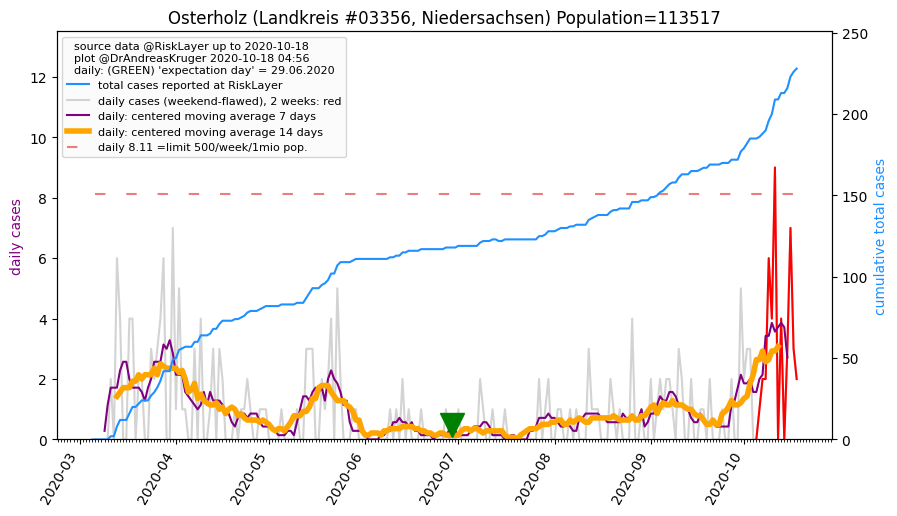 Osterholz (Landkreis #03356, Niedersachsen) Population=113517
source data @RiskLayer up to 2020-10-18
plot @DrAndreasKruger 2020-10-18 04:56
daily: (GREEN) 'expectation day' = 29.06.2020
total cases reported at RiskLayer
daily cases (weekend-flawed), 2 weeks: red
daily: centered moving average 7 days
daily: centered moving average 14 days
daily 8.11 =limit 500/week/1mio pop.
daily cases
12
10
8
6
4
2
0
cumulative total cases
250
200
150
100
50
0
2020-03
2020-04
2020-05
2020-06
2020-07
2020-08
2020-09
2020-10